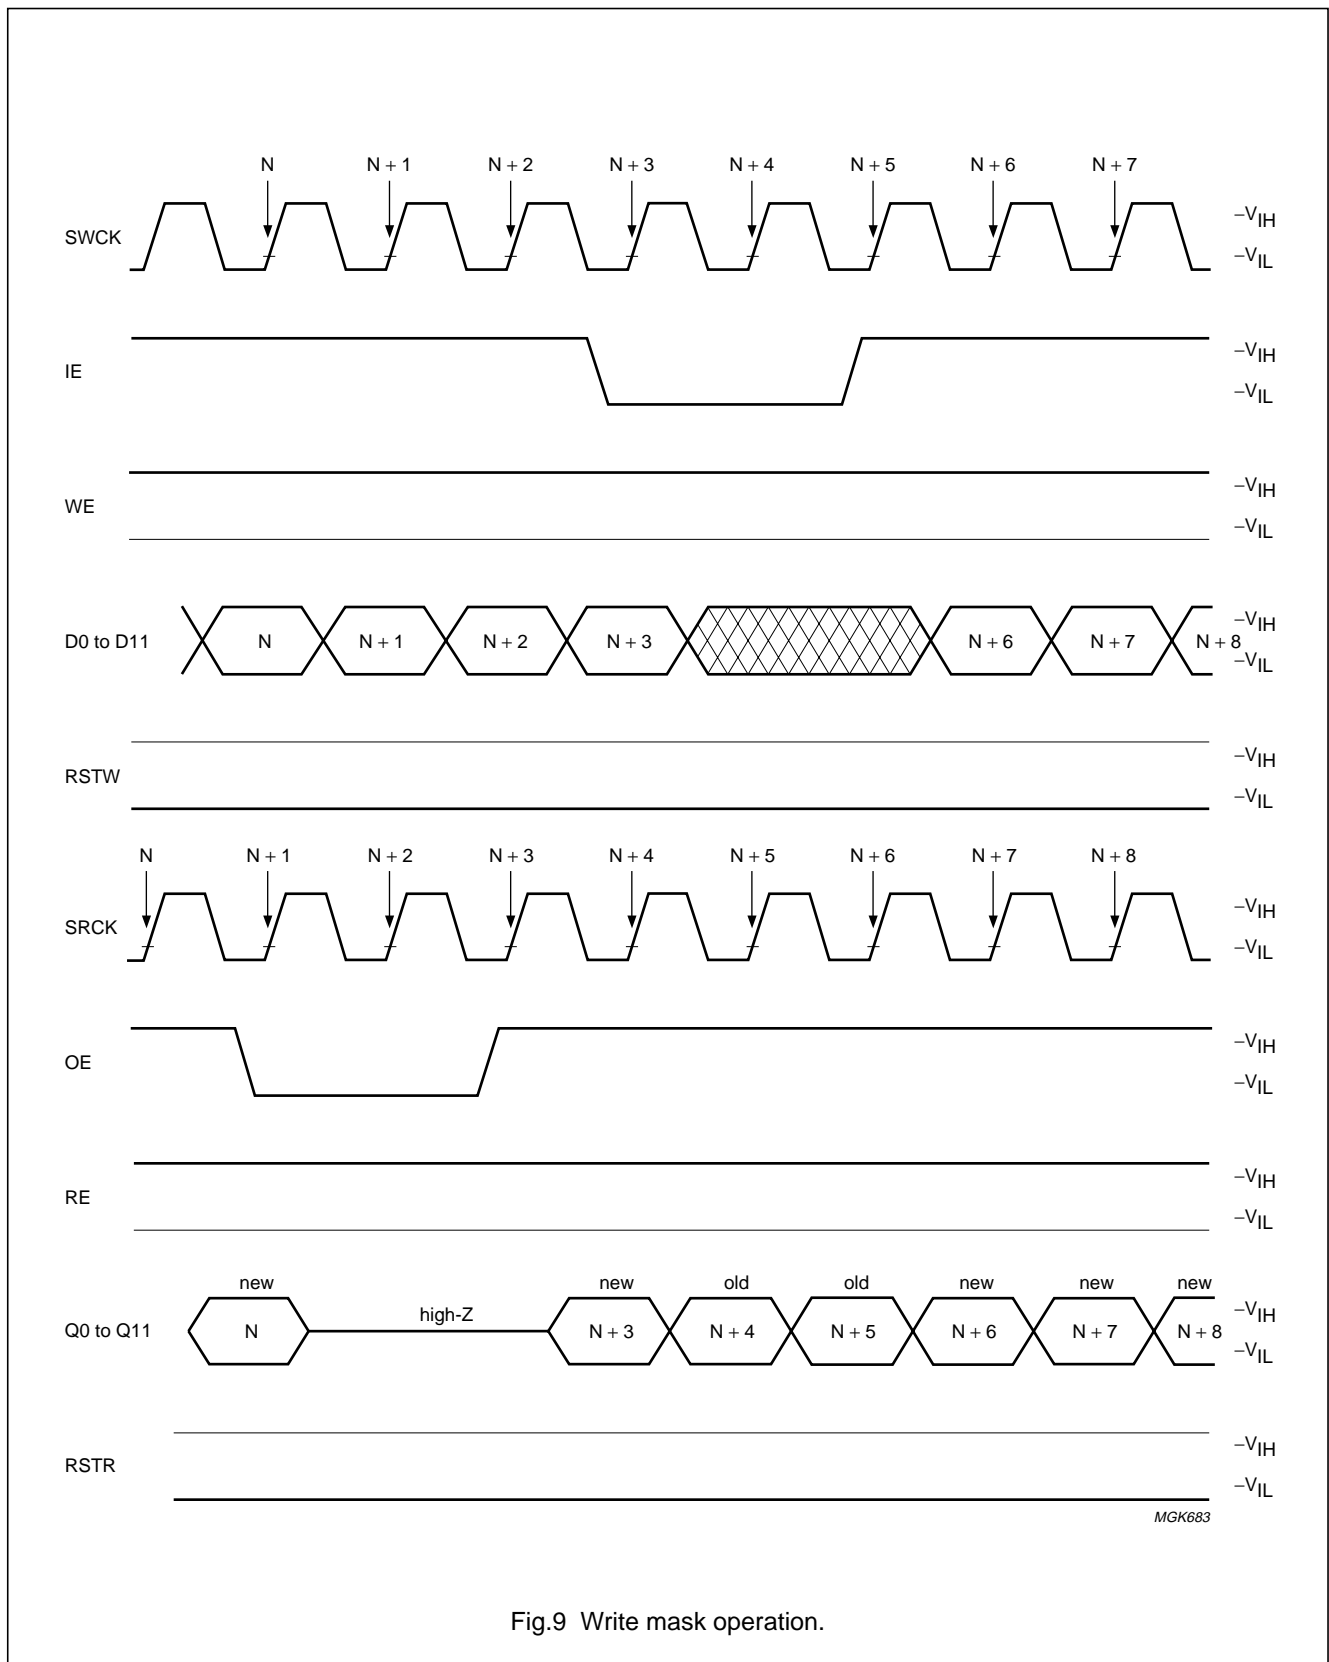 N N + 1 N + 2 N + 3 N + 4 N + 5 N + 6 N + 7
SWCK
–VIH
–VIL
IE
–VIH
–VIL
WE
–VIH
–VIL
D0 to D11 N N + 1 N + 2 N + 3 N + 6 N + 7 N + 8
–VIH
–VIL
RSTW
–VIH
–VIL
N N + 1 N + 2 N + 3 N + 4 N + 5 N + 6 N + 7 N + 8
SRCK
–VIH
–VIL
OE
–VIH
–VIL
RE
–VIH
–VIL
new new old old new new new
Q0 to Q11 N high-Z N + 3 N + 4 N + 5 N + 6 N + 7 N + 8
–VIH
–VIL
RSTR
–VIH
–VIL
MGK683
Fig.9 Write mask operation.